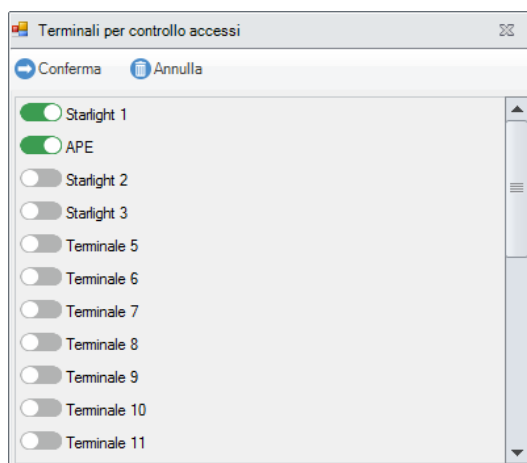 Terminali per controllo accessi
Conferma Annulla
Starlight 1
APE
Starlight 2
Starlight 3
Terminale 5
Terminale 6
Terminale 7
Terminale 8
Terminale 9
Terminale 10
Terminale 11